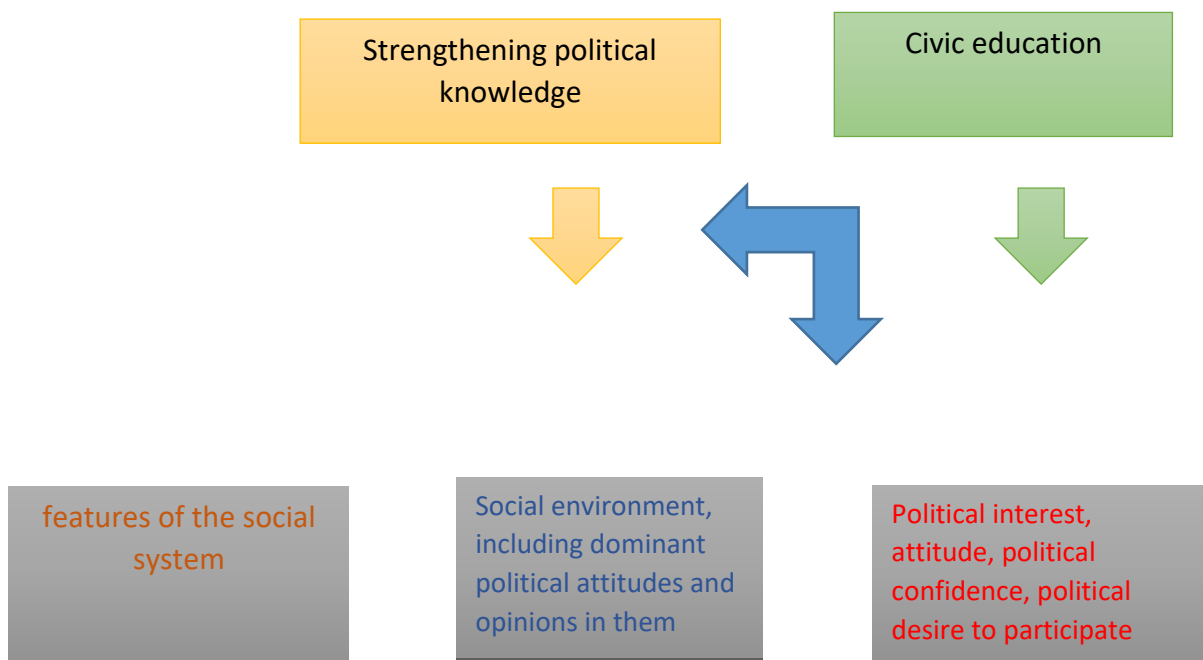 Strengthening political
knowledge
Civic education
features of the social
system
Social environment,
including dominant
political attitudes and
opinions in them
Political interest,
attitude, political
confidence, political
desire to participate